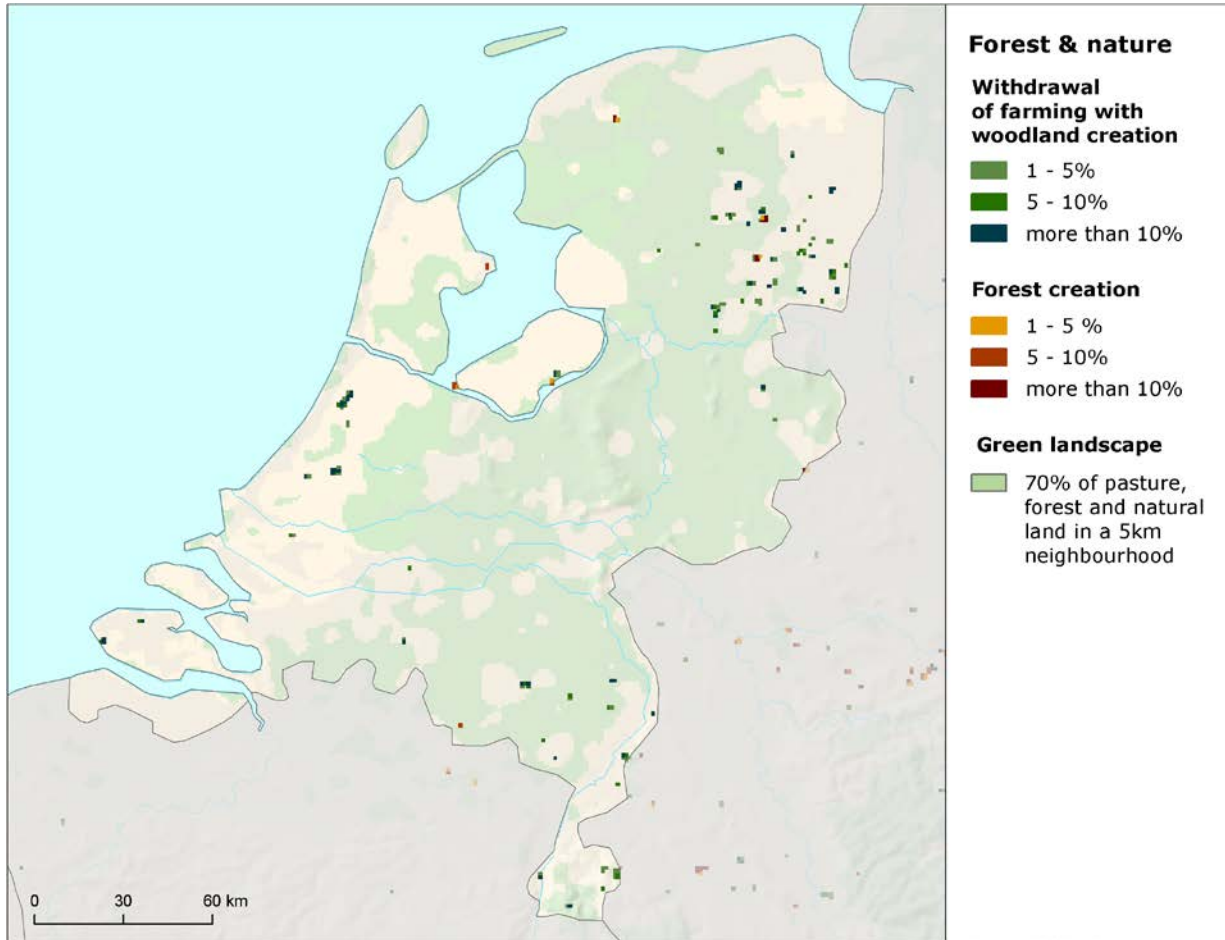 Forest & nature
Withdrawal
of farming with
woodland creation
1 - 5%
5 - 10%
more than 10%
Forest creation
1 - 5 %
5 - 10%
more than 10%
Green landscape
70% of pasture,
forest and natural
land in a 5km
neighbourhood
0 30 60 km